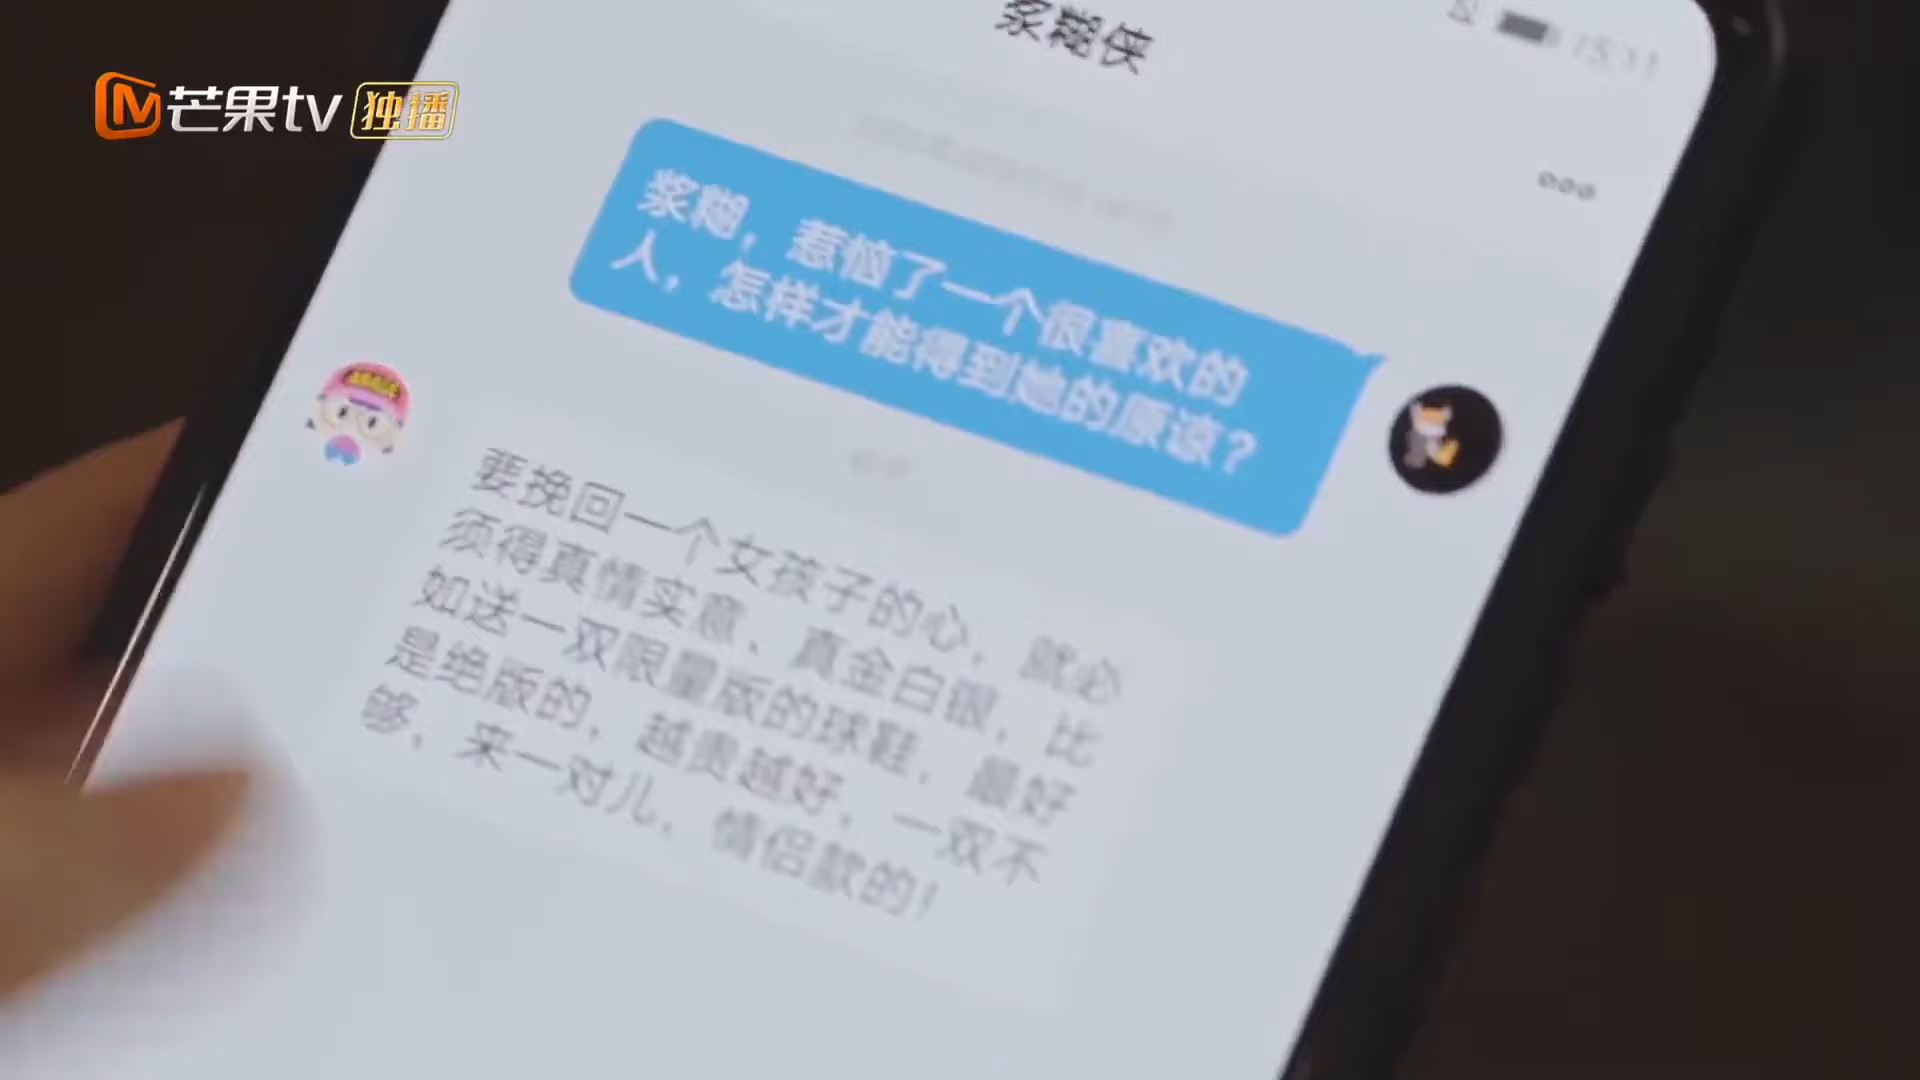 芒果tv 独播
浆糊侠
15:11
浆糊，惹恼了一个很喜欢的
人，怎样才能得到她的原谅？
要挽回一个女孩子的心，就必
须得真情实意、真金白银，比
如送一双限量版的球鞋，最好
是绝版的，越贵越好，一双不
够，来一对儿，情侣款的！